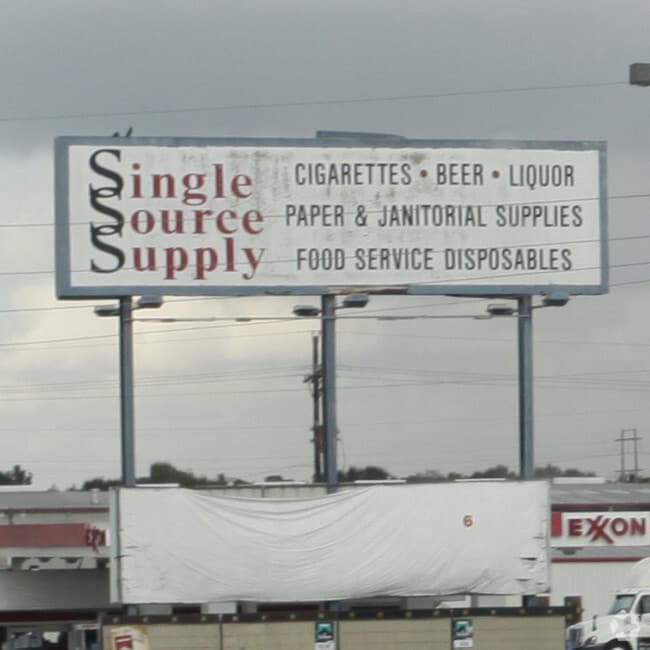 Single
Source
Supply
CIGARETTES • BEER • LIQUOR
PAPER & JANITORIAL SUPPLIES
FOOD SERVICE DISPOSABLES
6
EXXON